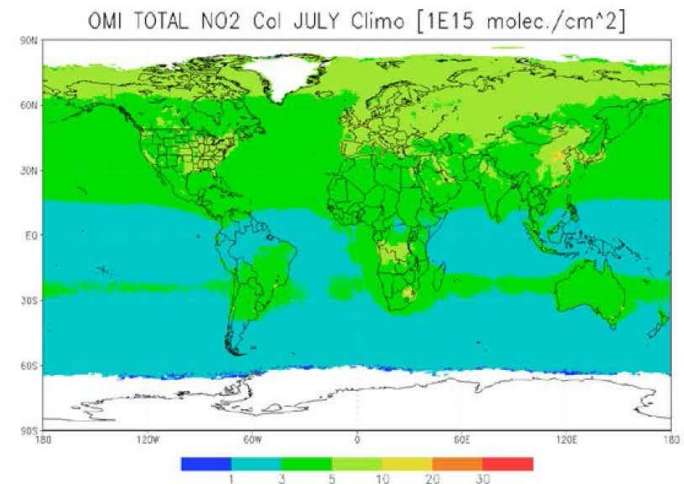 OMI TOTAL NO2 Col JULY Climo [1E15 molec./cm^2]
90N
60N
30N
EQ
30S
60S
90S
180 120W 60W 0 60E 120E 180
1 3 5 10 20 30